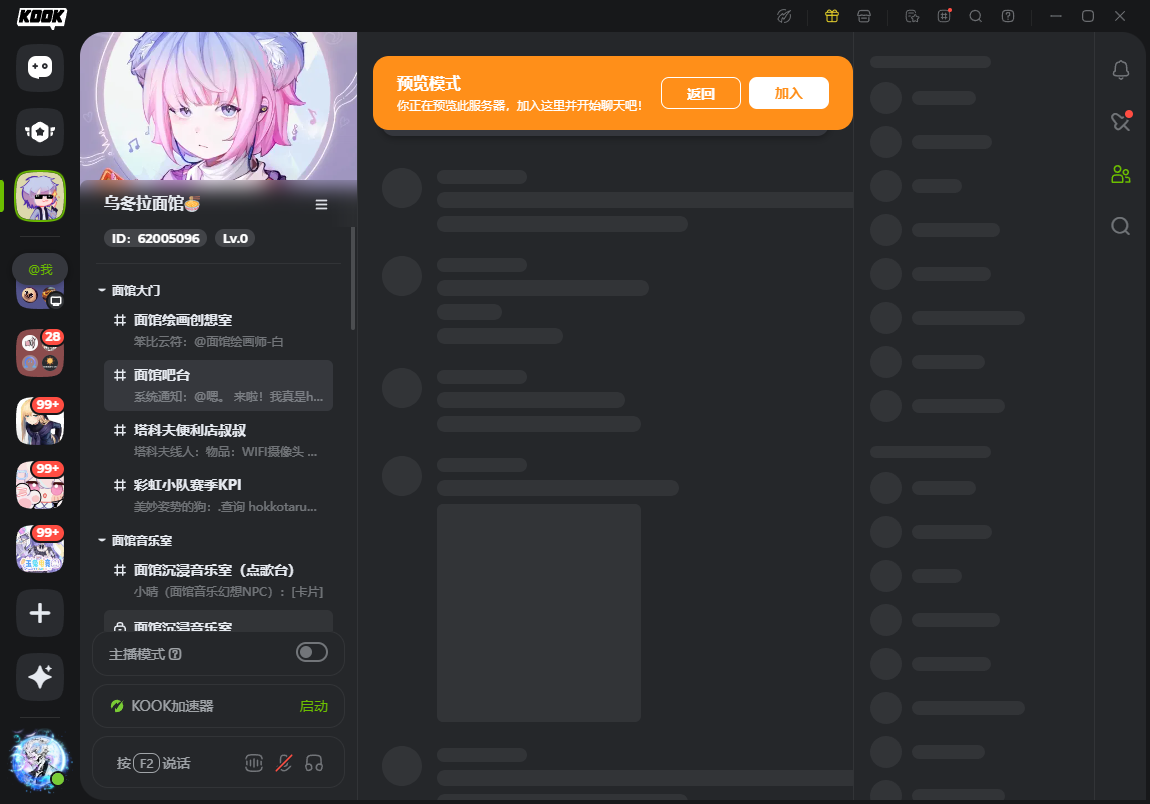 KOOK
预览模式
你正在预览此服务器，加入这里并开始聊天吧！
返回
加入
乌冬拉面馆
ID：62005096
Lv.0
@我
28
99+
99+
99+
面馆大门
面馆绘画创想室
笨比云符：@面馆绘画师-白
面馆吧台
系统通知：@嗯。 来啦！我真是h...
塔科夫便利店叔叔
塔科夫线人：物品：WIFI摄像头 ...
彩虹小队赛季KPI
美妙姿势的狗：.查询 hokkotaru...
面馆音乐室
面馆沉浸音乐室（点歌台）
小晴（面馆音乐幻想NPC）：[卡片]
面馆沉浸音乐室
主播模式
KOOK加速器
启动
按 F2 说话